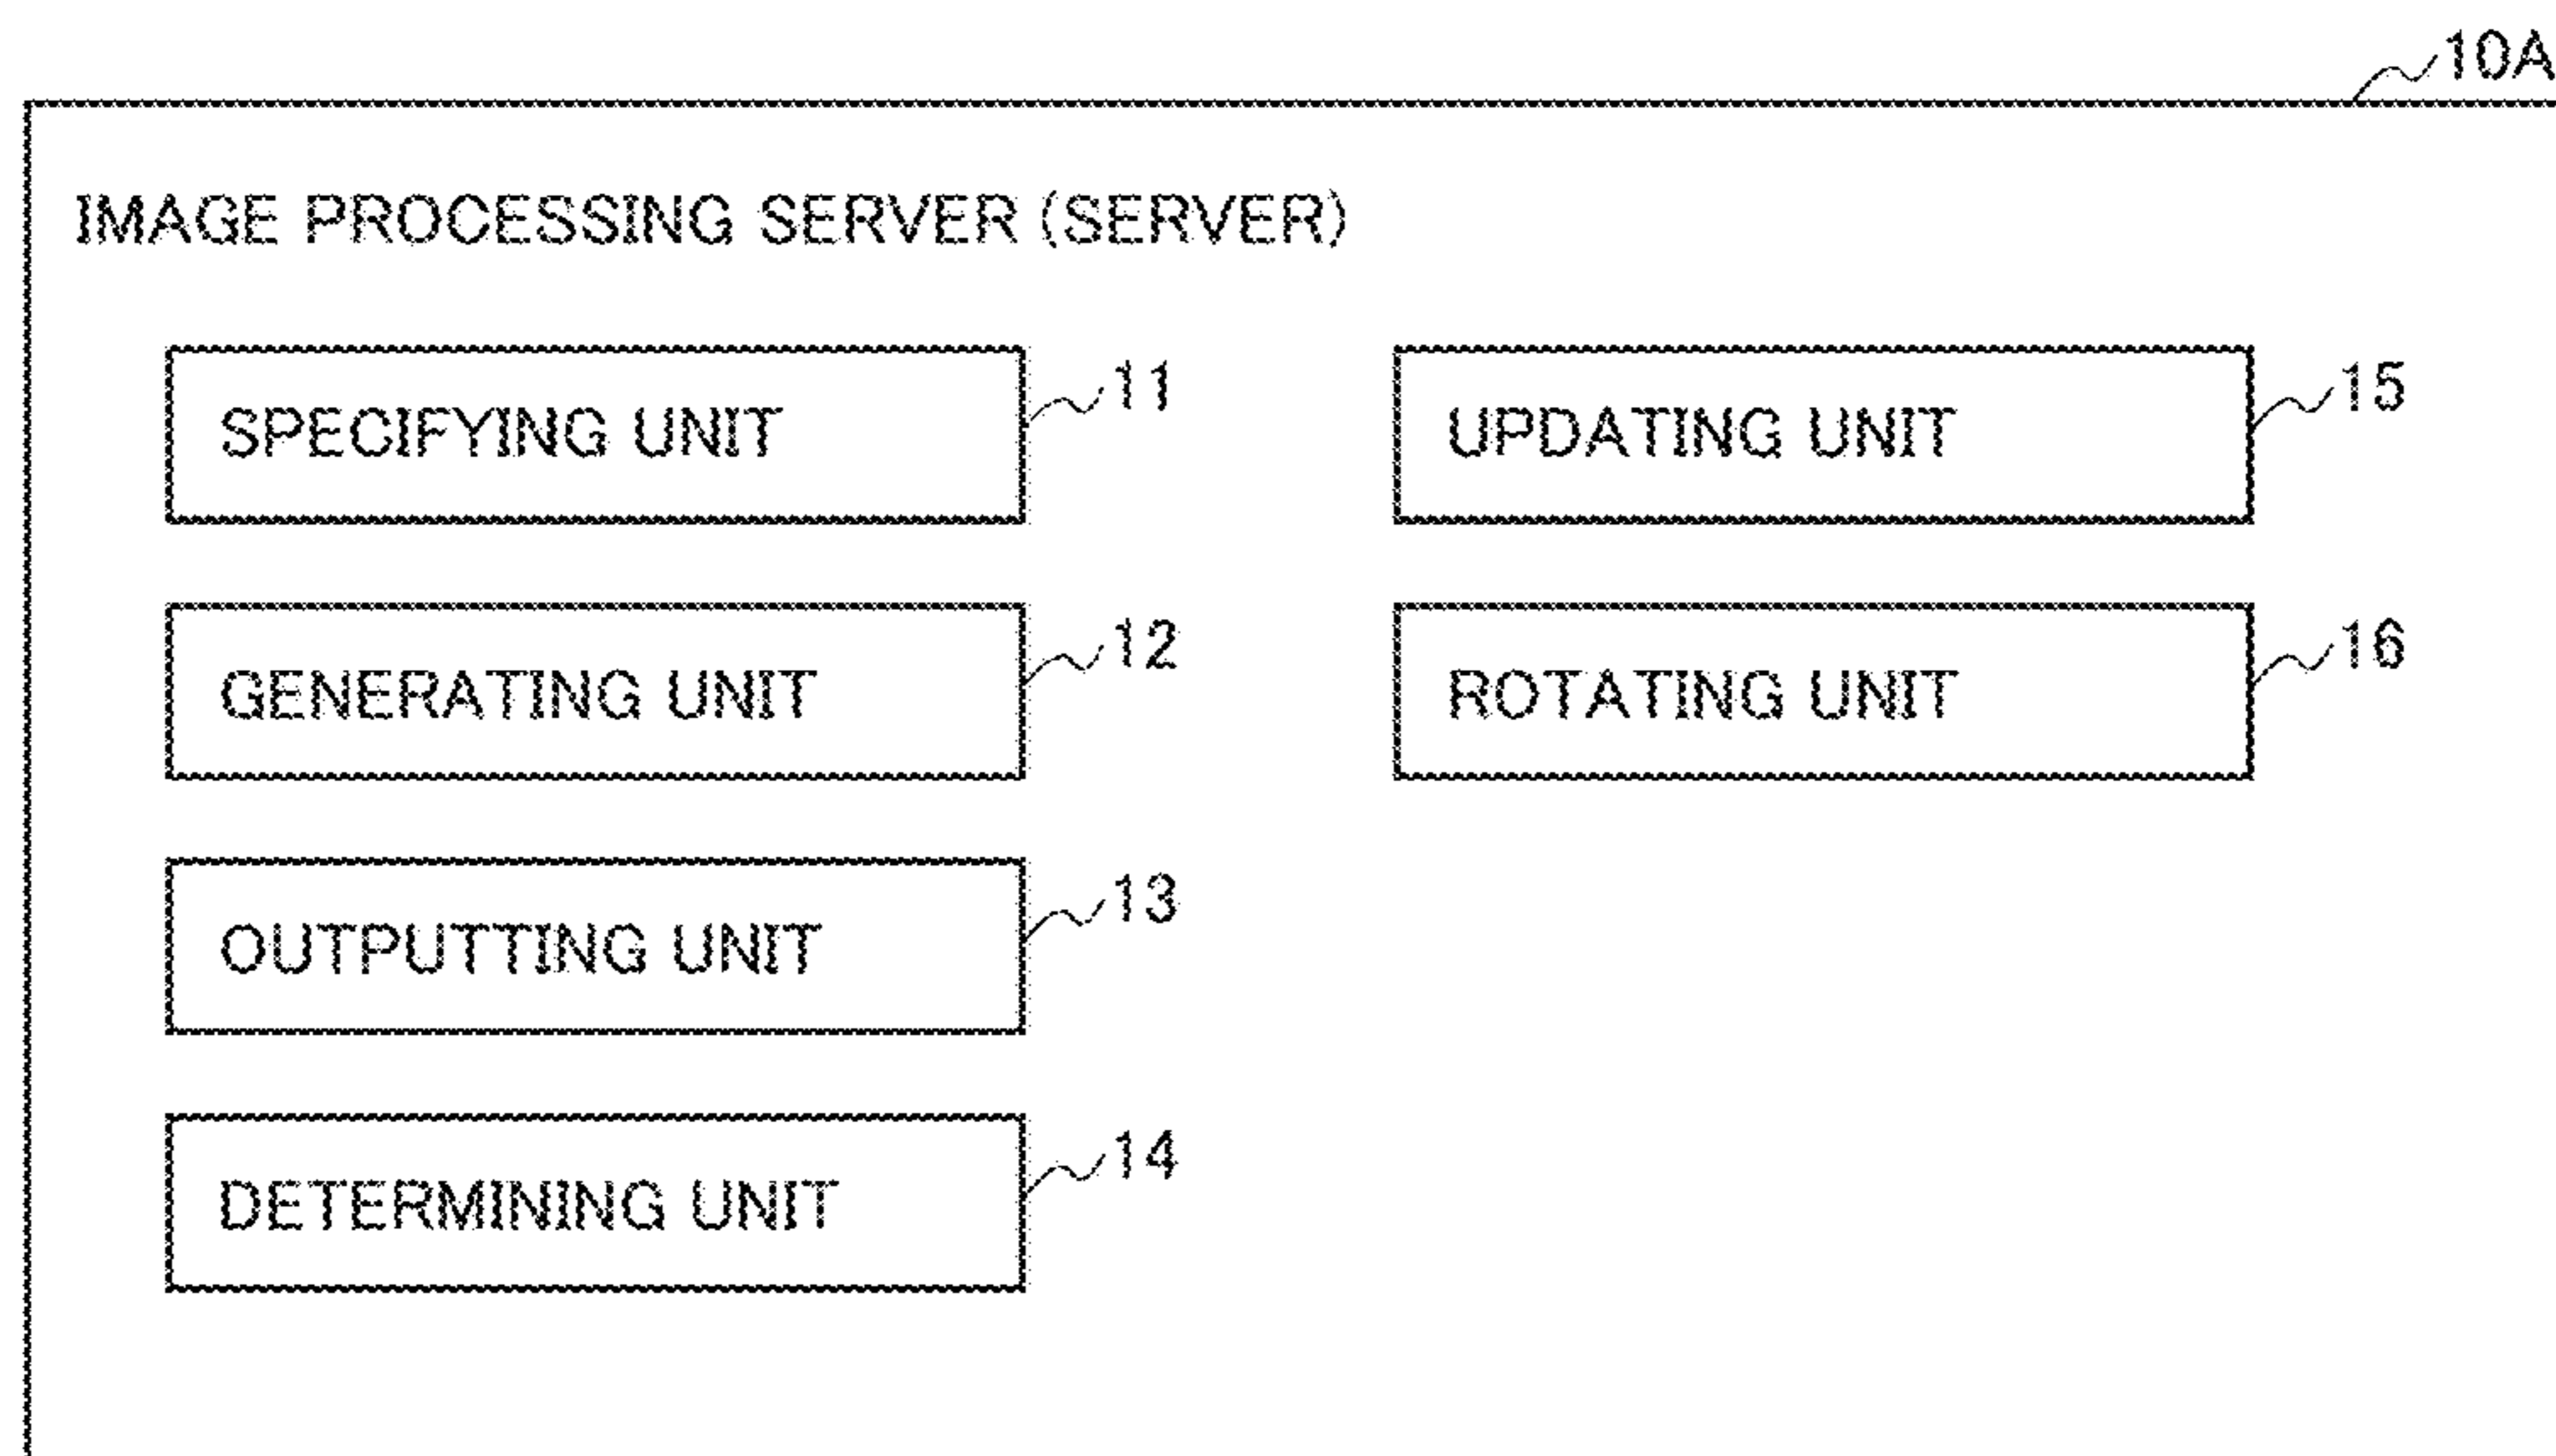 10A
IMAGE PROCESSING SERVER (SERVER)
SPECIFYING UNIT
11
GENERATING UNIT
12
OUTPUTTING UNIT
13
DETERMINING UNIT
14
UPDATING UNIT
15
ROTATING UNIT
16